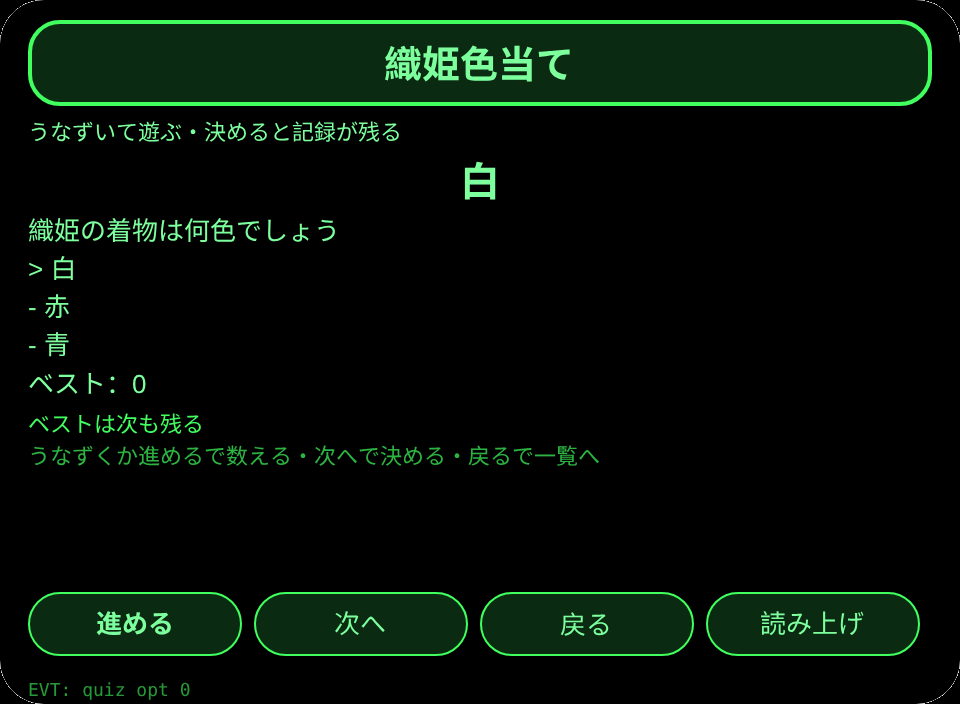 織姫色当て
うなずいて遊ぶ・決めると記録が残る
白
織姫の着物は何色でしょう
> 白
- 赤
- 青
ベスト: 0
ベストは次も残る
うなずくか進めるで数える・次へで決める・戻るで一覧へ
進める 次へ 戻る 読み上げ
EVT: quiz opt 0